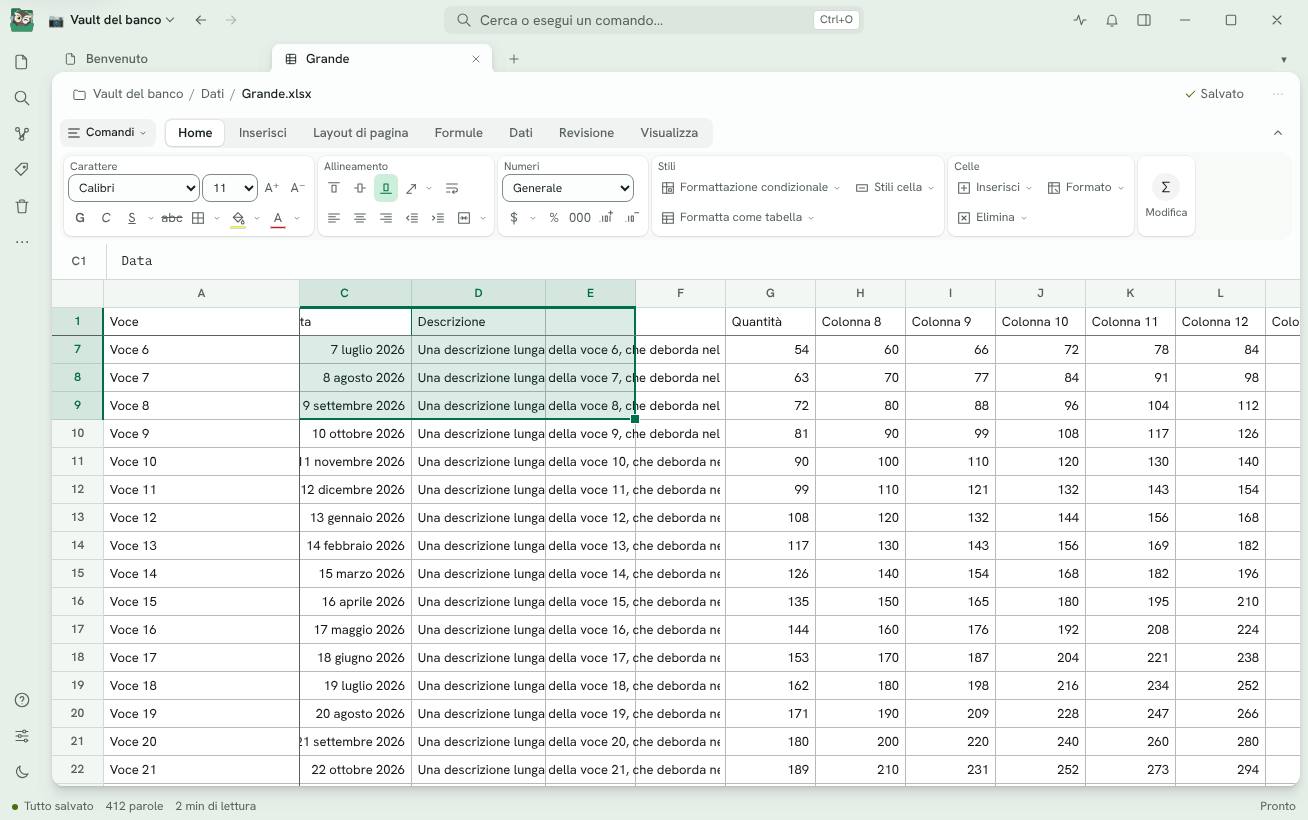 Vault del banco
Cerca o esegui un comando... Ctrl+O
Benvenuto
Grande
Vault del banco / Dati / Grande.xlsx
Salvato
Comandi Home Inserisci Layout di pagina Formule Dati Revisione Visualizza
Carattere Allineamento Numeri Stili Celle
Calibri 11 A⁺ A⁻ Generale Formattazione condizionale Stili cella Inserisci Formato
G C S abc A $ % 000 Formatta come tabella Elimina Σ Modifica
C1 Data
A C D E F G H I J K L
1 Voce ta Descrizione Quantità Colonna 8 Colonna 9 Colonna 10 Colonna 11 Colonna 12 Colo
7 Voce 6 7 luglio 2026 Una descrizione lunga della voce 6, che deborda nel 54 60 66 72 78 84
8 Voce 7 8 agosto 2026 Una descrizione lunga della voce 7, che deborda nel 63 70 77 84 91 98
9 Voce 8 9 settembre 2026 Una descrizione lunga della voce 8, che deborda nel 72 80 88 96 104 112
10 Voce 9 10 ottobre 2026 Una descrizione lunga della voce 9, che deborda nel 81 90 99 108 117 126
11 Voce 10 11 novembre 2026 Una descrizione lunga della voce 10, che deborda ne 90 100 110 120 130 140
12 Voce 11 12 dicembre 2026 Una descrizione lunga della voce 11, che deborda ne 99 110 121 132 143 154
13 Voce 12 13 gennaio 2026 Una descrizione lunga della voce 12, che deborda ne 108 120 132 144 156 168
14 Voce 13 14 febbraio 2026 Una descrizione lunga della voce 13, che deborda ne 117 130 143 156 169 182
15 Voce 14 15 marzo 2026 Una descrizione lunga della voce 14, che deborda ne 126 140 154 168 182 196
16 Voce 15 16 aprile 2026 Una descrizione lunga della voce 15, che deborda ne 135 150 165 180 195 210
17 Voce 16 17 maggio 2026 Una descrizione lunga della voce 16, che deborda ne 144 160 176 192 208 224
18 Voce 17 18 giugno 2026 Una descrizione lunga della voce 17, che deborda ne 153 170 187 204 221 238
19 Voce 18 19 luglio 2026 Una descrizione lunga della voce 18, che deborda ne 162 180 198 216 234 252
20 Voce 19 20 agosto 2026 Una descrizione lunga della voce 19, che deborda ne 171 190 209 228 247 266
21 Voce 20 21 settembre 2026 Una descrizione lunga della voce 20, che deborda ne 180 200 220 240 260 280
22 Voce 21 22 ottobre 2026 Una descrizione lunga della voce 21, che deborda ne 189 210 231 252 273 294
Tutto salvato 412 parole 2 min di lettura Pronto